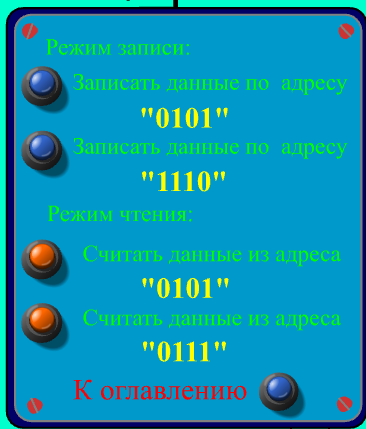 Режим записи:
Записать данные по адресу
"0101"
Записать данные по адресу
"1110"
Режим чтения:
Считать данные из адреса
"0101"
Считать данные из адреса
"0111"
К оглавлению